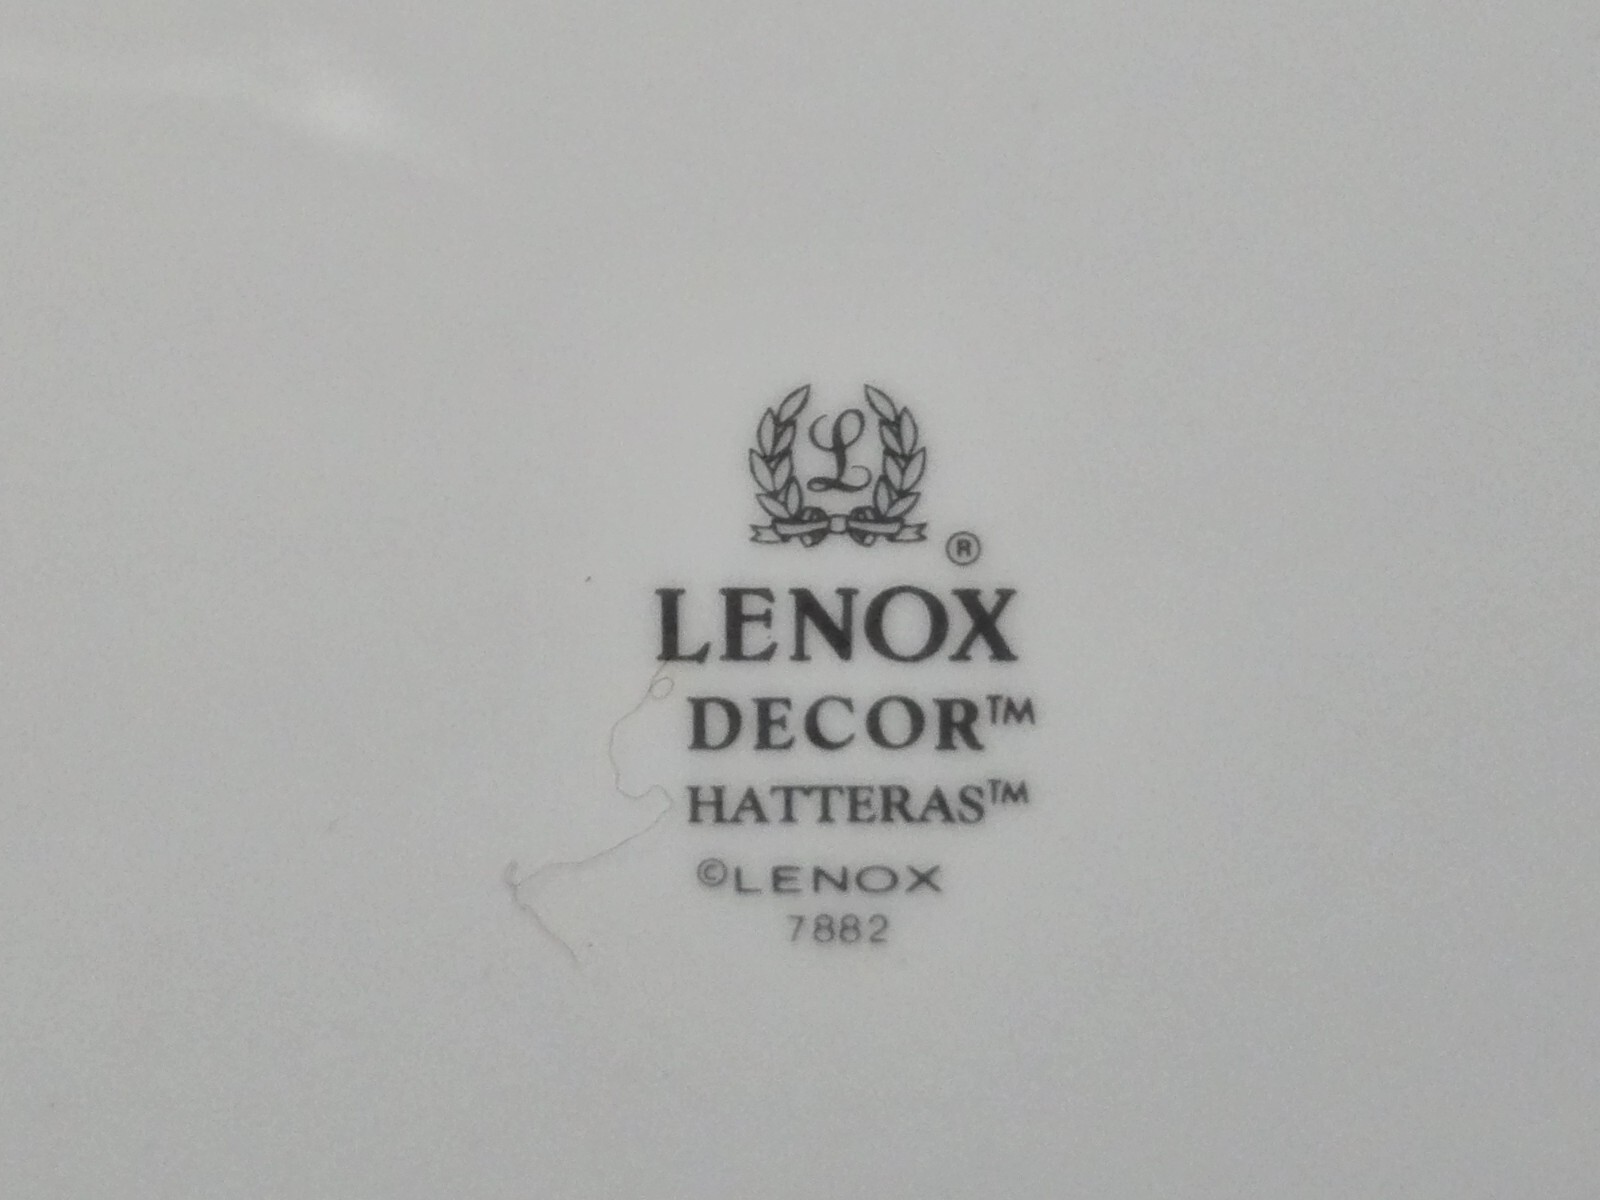 L
®
LENOX
DECOR™
HATTERAS™
©LENOX
7882